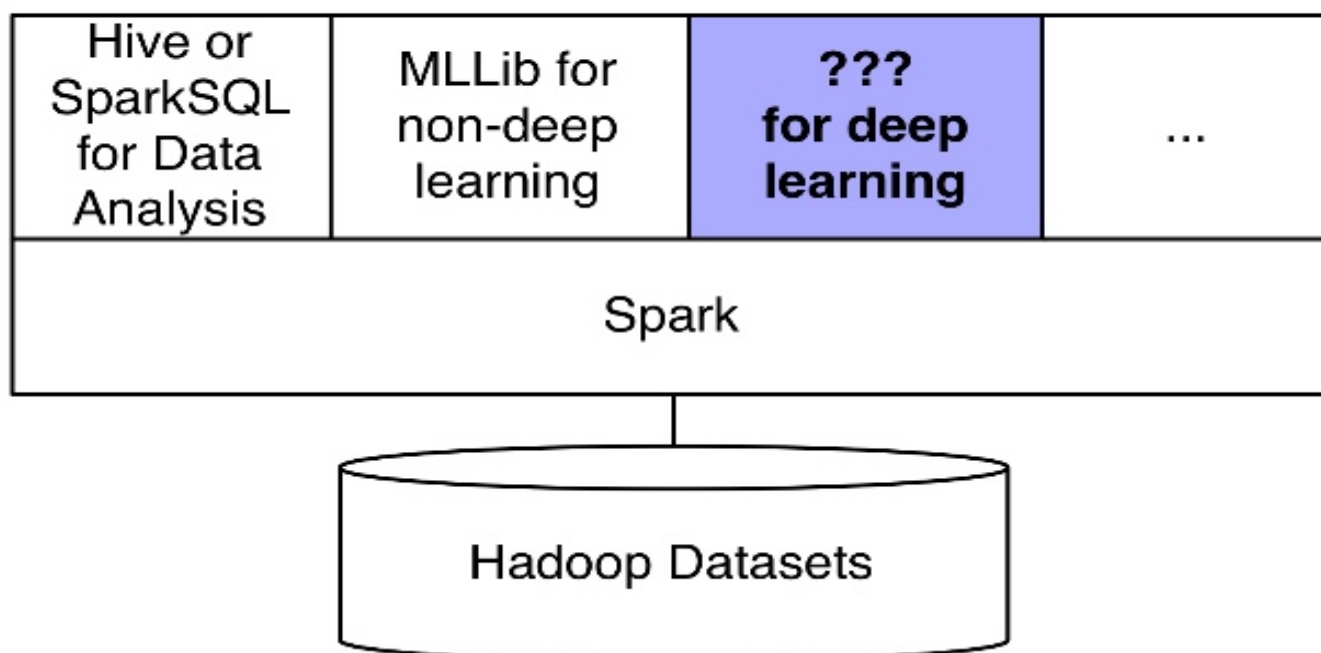 Hive or
SparkSQL
for Data
Analysis
MLLib for
non-deep
learning
???
for deep
learning
...
Spark
Hadoop Datasets